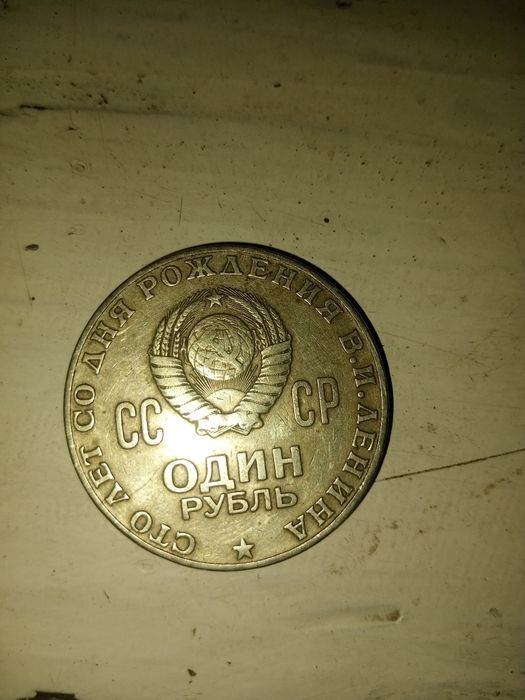 СТО ЛЕТ СО ДНЯ РОЖДЕНИЯ В.И.ЛЕНИНА
СС СР
ОДИН
РУБЛЬ